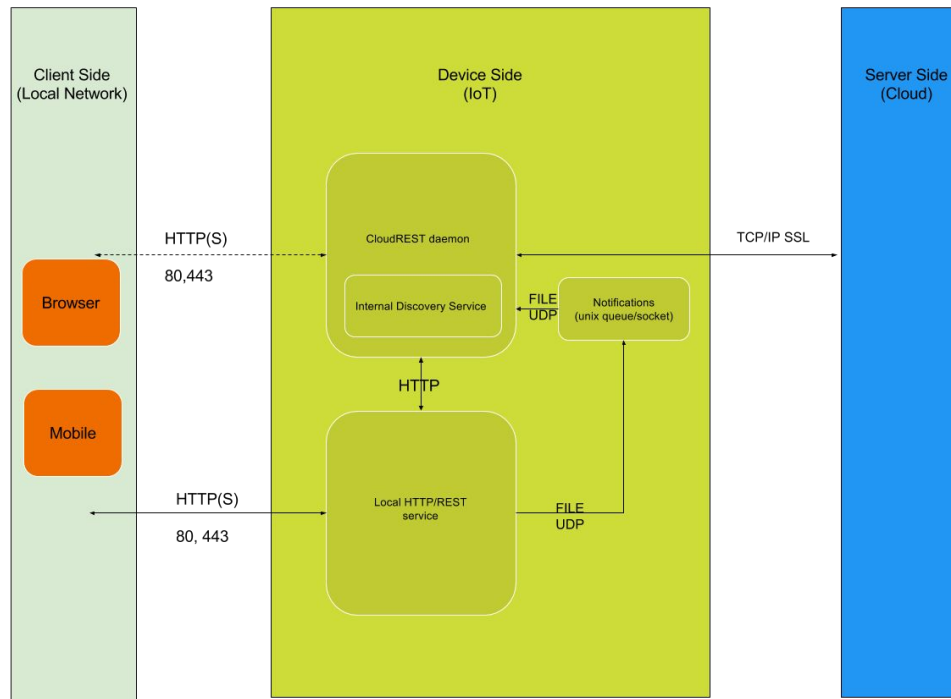 Client Side
(Local Network)
Device Side
(IoT)
Server Side
(Cloud)
HTTP(S)
80,443
CloudREST daemon
TCP/IP SSL
Browser
Internal Discovery Service
FILE
UDP
Notifications
(unix queue/socket)
HTTP
Mobile
HTTP(S)
80, 443
Local HTTP/REST
service
FILE
UDP